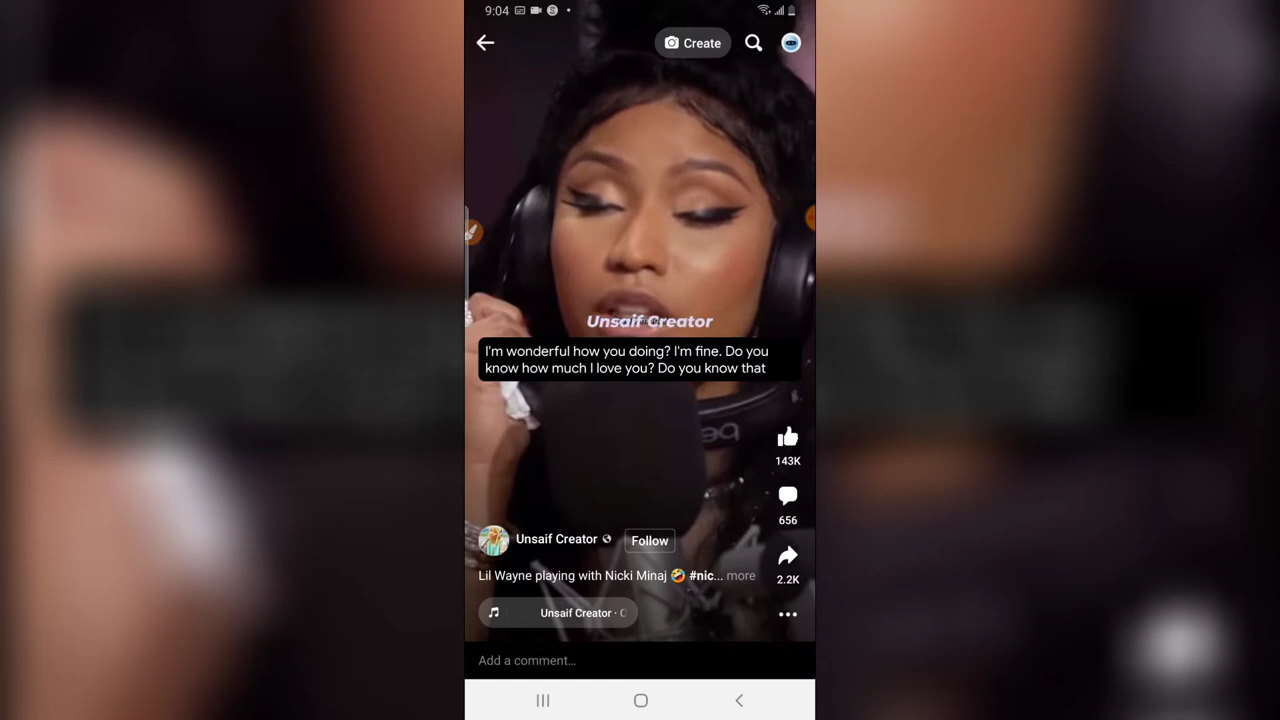 9:04
Create
Unsaif Creator
I'm wonderful how you doing? I'm fine. Do you
know how much I love you? Do you know that
143K
656
Unsaif Creator
Follow
2.2K
Lil Wayne playing with Nicki Minaj 🤣 #nic... more
Unsaif Creator · C
Add a comment...